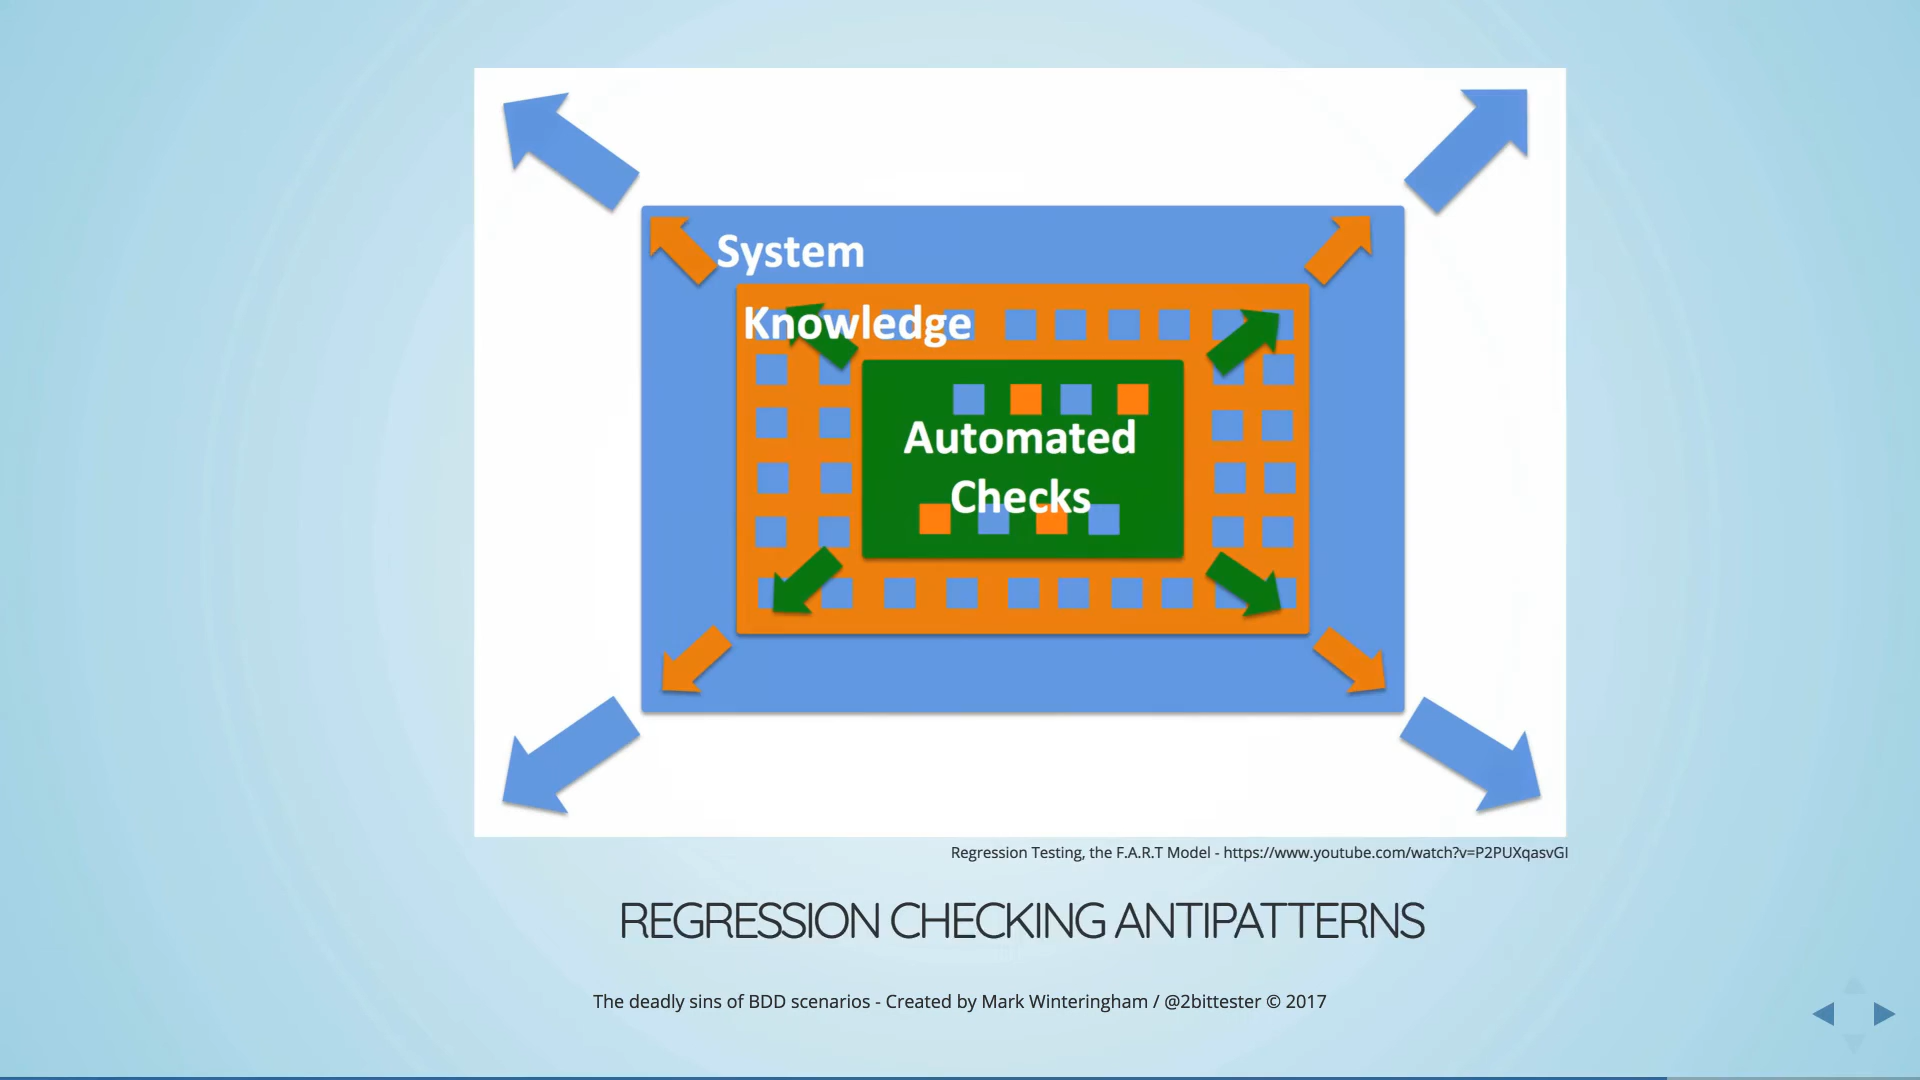 System
Knowledge
Automated
Checks
Regression Testing, the F.A.R.T Model - https://www.youtube.com/watch?v=P2PUXqasvGI
REGRESSION CHECKING ANTIPATTERNS
The deadly sins of BDD scenarios - Created by Mark Winteringham / @2bittester © 2017